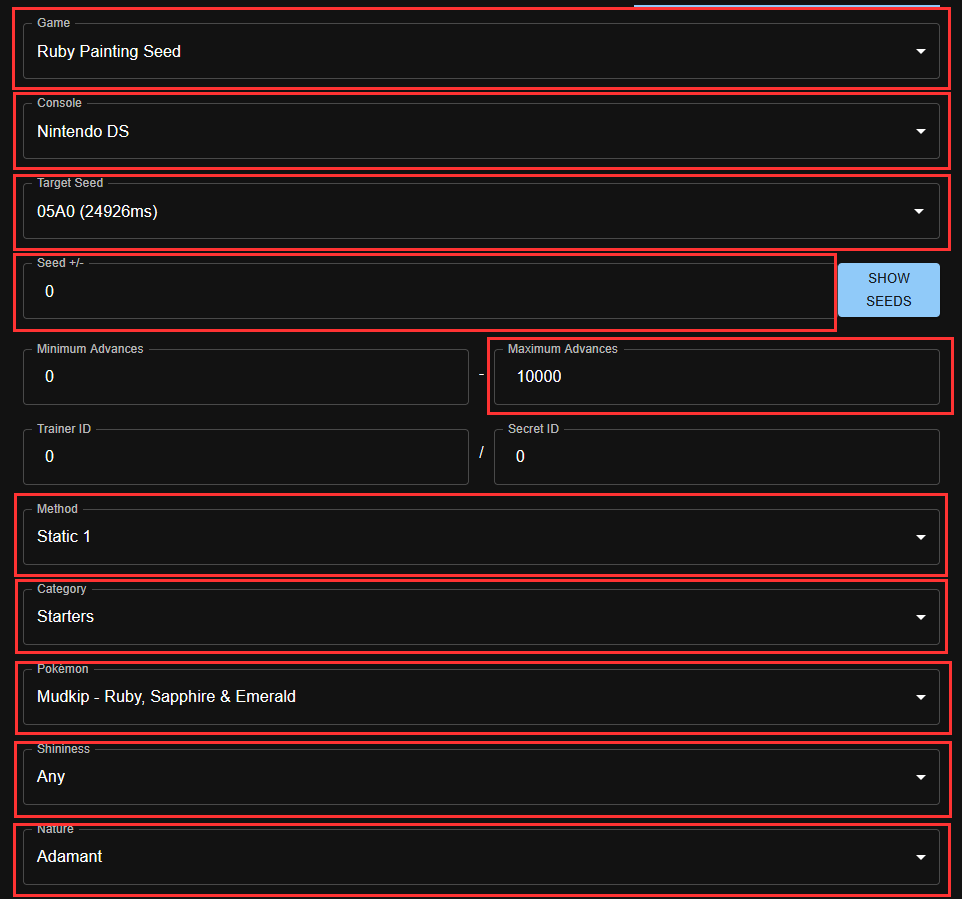 Game
Ruby Painting Seed
Console
Nintendo DS
Target Seed
05A0 (24926ms)
Seed +/-
0
SHOW
SEEDS
Minimum Advances
0
-
Maximum Advances
10000
Trainer ID
0
/
Secret ID
0
Method
Static 1
Category
Starters
Pokémon
Mudkip - Ruby, Sapphire & Emerald
Shininess
Any
Nature
Adamant